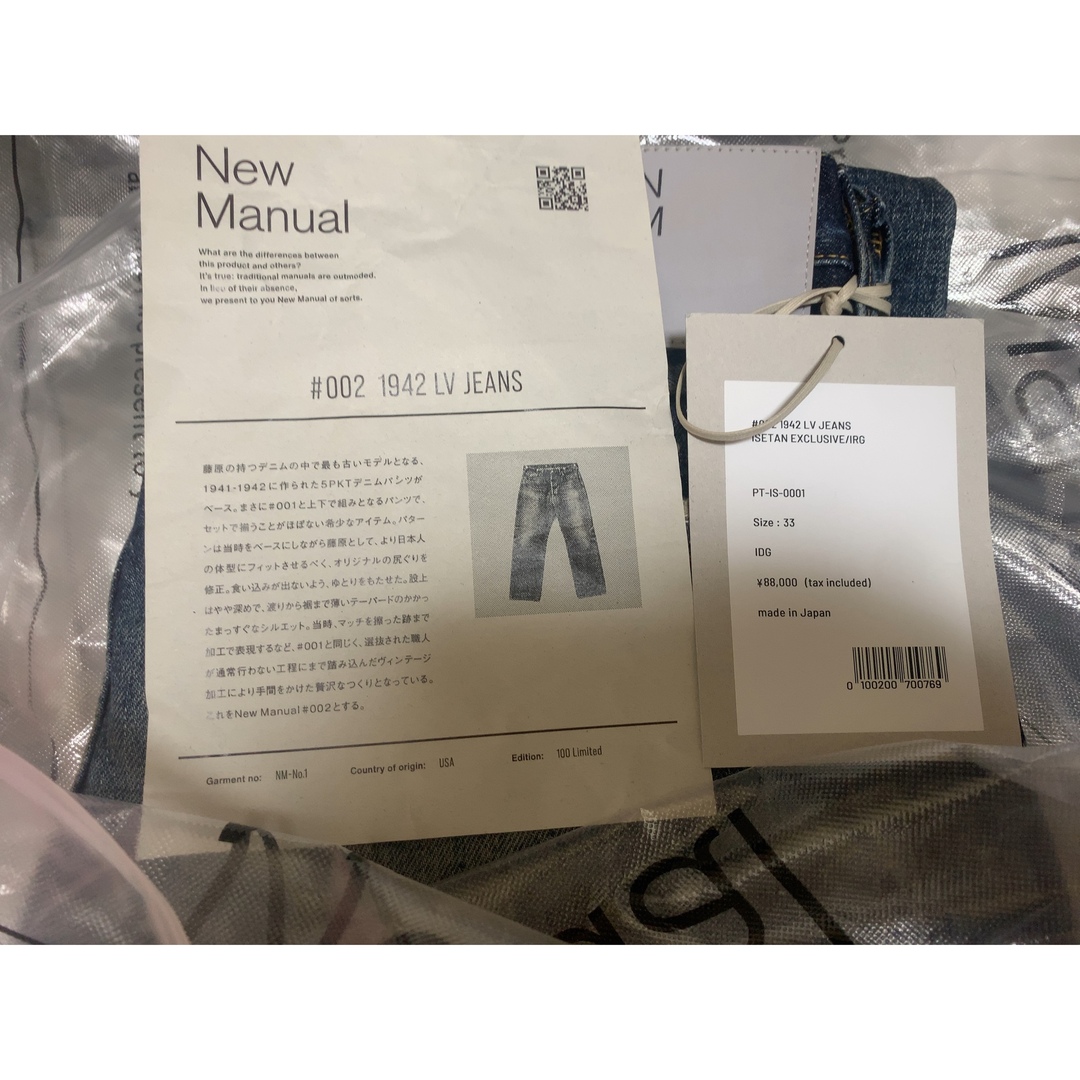 New
Manual
What are the differences between
this product and others?
It's true: traditional manuals are outmoded.
In lieu of their absence,
we present to you New Manual of sorts.
#002 1942 LV JEANS
藤原の持つデニムの中で最も古いモデルとなる、
1941-1942に作られた5PKTデニムパンツが
ベース。まさに#001と上下で組みとなるパンツで、
セットで揃うことがほぼない希少なアイテム。パター
ンは当時をベースにしながら藤原として、より日本人
の体型にフィットさせるべく、オリジナルの尻ぐりを
修正。食い込みが出ないよう、ゆとりをもたせた。股上
はやや深めで、渡りから裾まで薄いテーパードのかかっ
たまっすぐなシルエット。当時、マッチを擦った跡まで
加工で表現するなど、#001と同じく、選抜された職人
が通常行わない工程にまで踏み込んだヴィンテージ
加工により手間をかけた贅沢なつくりとなっている。
これをNew Manual#002とする。
Garment no: NM-No.1 Country of origin: USA Edition: 100 Limited
N
M
#002 1942 LV JEANS
ISETAN EXCLUSIVE/IRG
PT-IS-0001
Size : 33
IDG
¥88,000 (tax included)
made in Japan
0 100200 700769